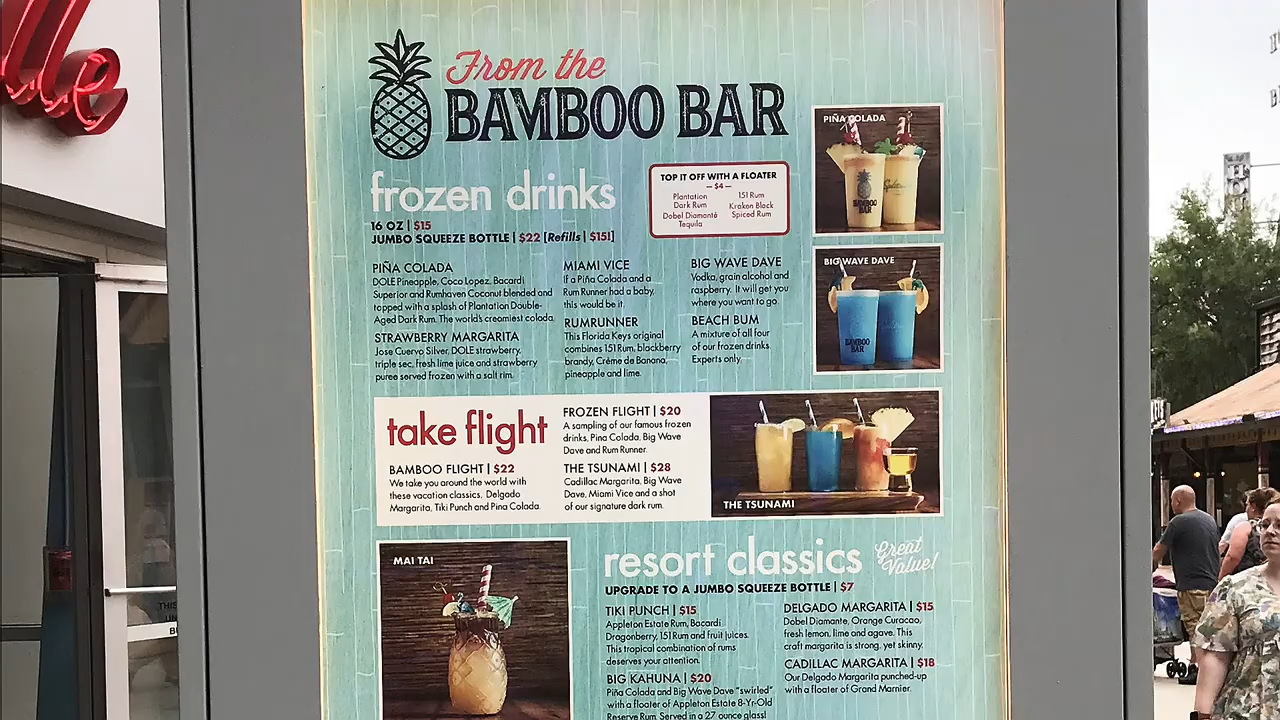 lle
From the
BAMBOO BAR
frozen drinks
16 OZ | $15
JUMBO SQUEEZE BOTTLE | $22 [Refills | $15!]
TOP IT OFF WITH A FLOATER
— $4 —
Plantation
Dark Rum
Dobel Diamanté
Tequila
151 Rum
Kraken Black
Spiced Rum
PIÑA COLADA
BAMBOO
BAR
BIG WAVE DAVE
BAMBOO
BAR
PIÑA COLADA
DOLE Pineapple, Coco Lopez, Bacardi
Superior and Rumhaven Coconut blended and
topped with a splash of Plantation Double-
Aged Dark Rum. The world's creamiest colada.
STRAWBERRY MARGARITA
Jose Cuervo Silver, DOLE strawberry,
triple sec, fresh lime juice and strawberry
puree served frozen with a salt rim.
MIAMI VICE
If a Piña Colada and a
Rum Runner had a baby,
this would be it.
RUMRUNNER
This Florida Keys original
combines 151 Rum, blackberry
brandy, Créme de Banana,
pineapple and lime.
BIG WAVE DAVE
Vodka, grain alcohol and
raspberry. It will get you
where you want to go.
BEACH BUM
A mixture of all four
of our frozen drinks.
Experts only.
take flight
BAMBOO FLIGHT | $22
We take you around the world with
these vacation classics, Delgado
Margarita, Tiki Punch and Pina Colada.
FROZEN FLIGHT | $20
A sampling of our famous frozen
drinks, Pina Colada, Big Wave
Dave and Rum Runner.
THE TSUNAMI | $28
Cadillac Margarita, Big Wave
Dave, Miami Vice and a shot
of our signature dark rum.
THE TSUNAMI
MAI TAI
resort classics
Great
Value!
UPGRADE TO A JUMBO SQUEEZE BOTTLE | $7
TIKI PUNCH | $15
Appleton Estate Rum, Bacardi
Dragonberry, 151 Rum and fruit juices.
This tropical combination of rums
deserves your attention.
BIG KAHUNA | $20
Piña Colada and Big Wave Dave "swirled"
with a floater of Appleton Estate 8-Yr-Old
Reserve Rum. Served in a 27 ounce glass!
DELGADO MARGARITA | $15
Dobel Diamante, Orange Curacao,
fresh lemon, lime and agave. This
craft margarita is strong, yet skinny.
CADILLAC MARGARITA | $18
Our Delgado Margarita punched-up
with a floater of Grand Marnier.
THIS